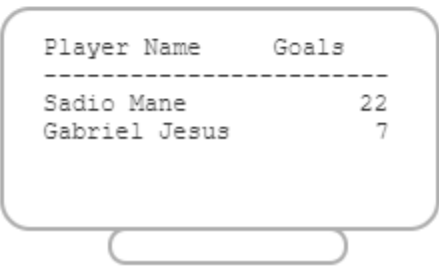 Player Name     Goals
------------------------
Sadio Mane            22
Gabriel Jesus          7